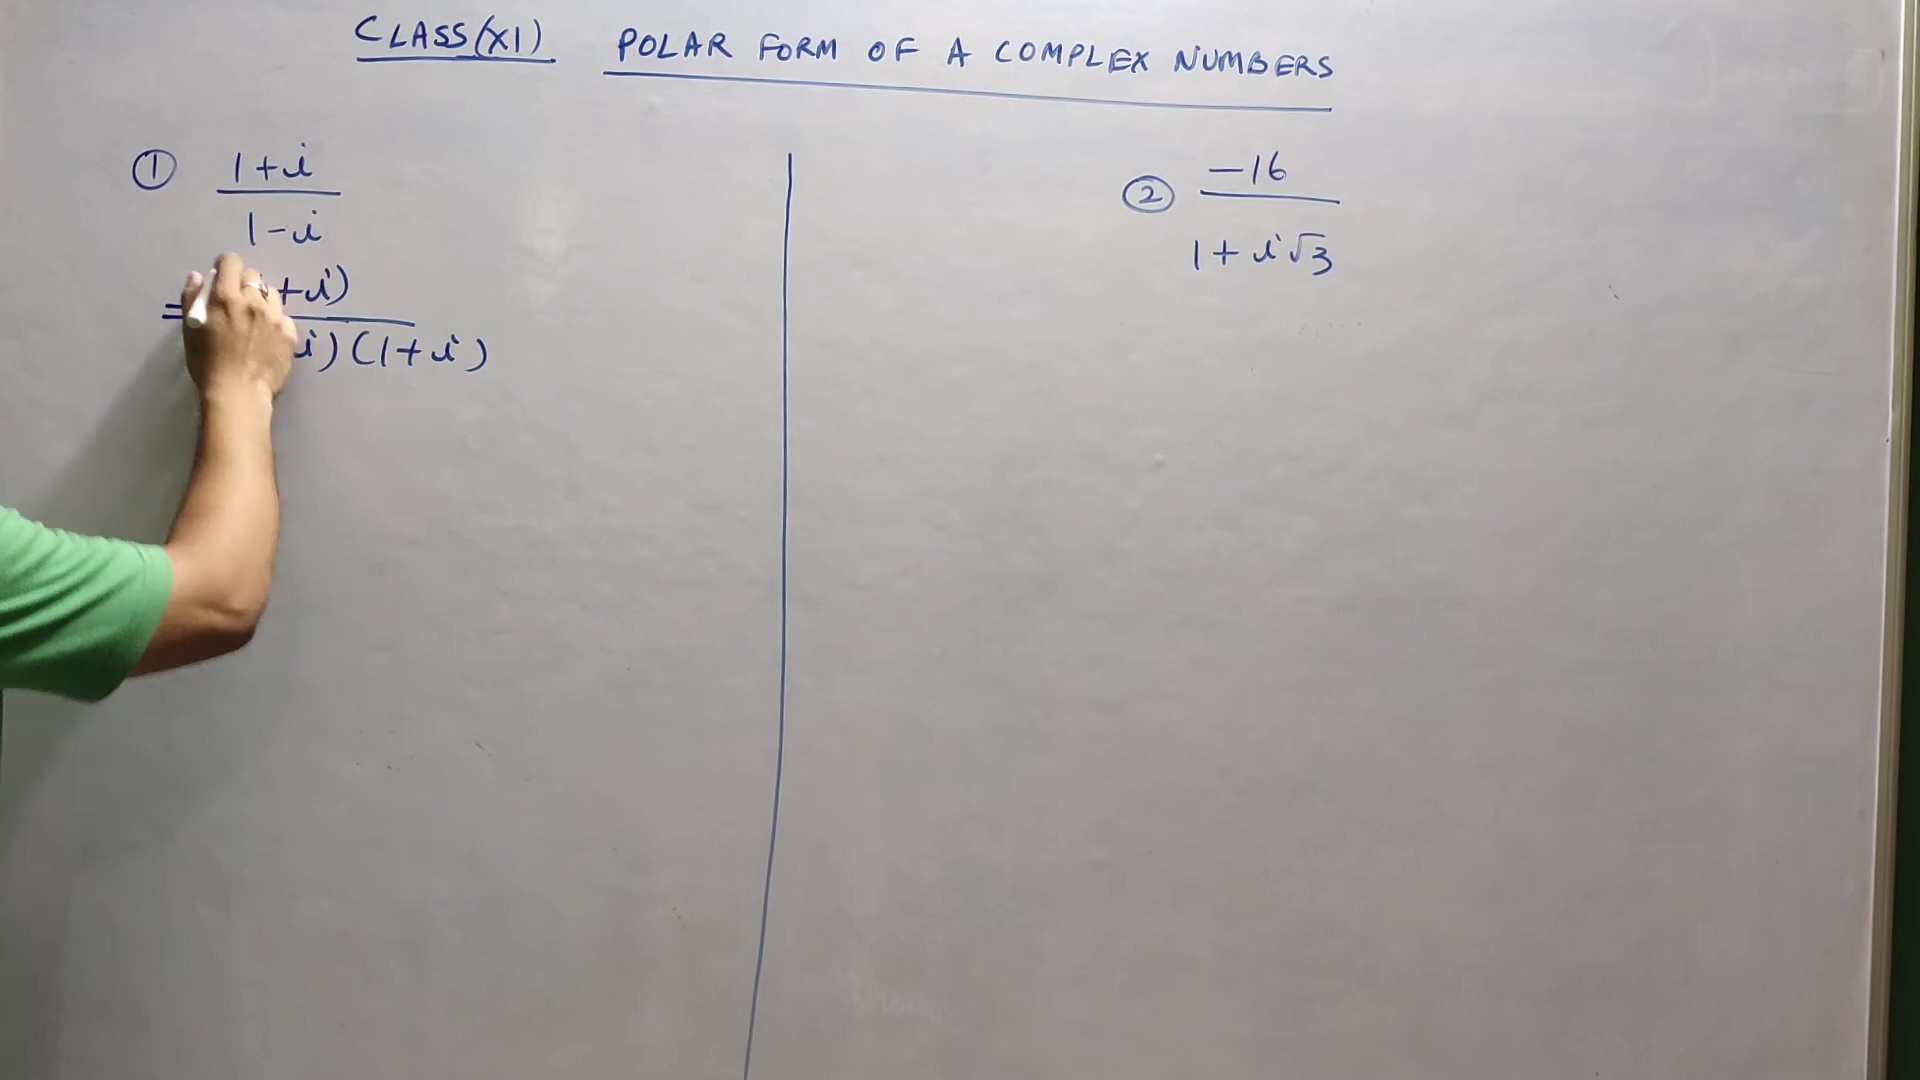 CLASS(XI) POLAR FORM OF A COMPLEX NUMBERS
① 1+i
1-i
= +i)
i)(1+i)
② -16
1+i√3